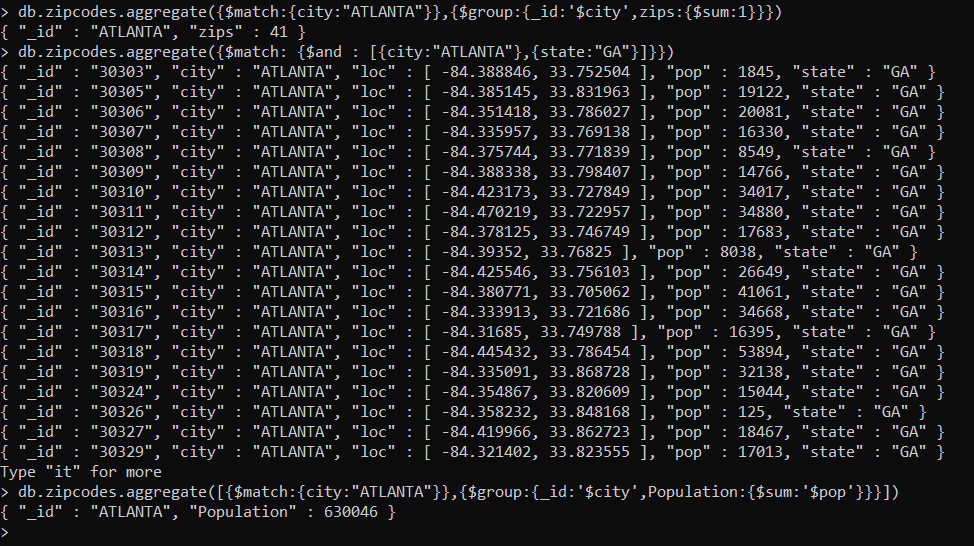 > db.zipcodes.aggregate({$match:{city:"ATLANTA"}},{$group:{_id:'$city',zips:{$sum:1}}})
{ "_id" : "ATLANTA", "zips" : 41 }
> db.zipcodes.aggregate({$match: {$and : [{city:"ATLANTA"},{state:"GA"}]}})
{ "_id" : "30303", "city" : "ATLANTA", "loc" : [ -84.388846, 33.752504 ], "pop" : 1845, "state" : "GA" }
{ "_id" : "30305", "city" : "ATLANTA", "loc" : [ -84.385145, 33.831963 ], "pop" : 19122, "state" : "GA" }
{ "_id" : "30306", "city" : "ATLANTA", "loc" : [ -84.351418, 33.786027 ], "pop" : 20081, "state" : "GA" }
{ "_id" : "30307", "city" : "ATLANTA", "loc" : [ -84.335957, 33.769138 ], "pop" : 16330, "state" : "GA" }
{ "_id" : "30308", "city" : "ATLANTA", "loc" : [ -84.375744, 33.771839 ], "pop" : 8549, "state" : "GA" }
{ "_id" : "30309", "city" : "ATLANTA", "loc" : [ -84.388338, 33.798407 ], "pop" : 14766, "state" : "GA" }
{ "_id" : "30310", "city" : "ATLANTA", "loc" : [ -84.423173, 33.727849 ], "pop" : 34017, "state" : "GA" }
{ "_id" : "30311", "city" : "ATLANTA", "loc" : [ -84.470219, 33.722957 ], "pop" : 34880, "state" : "GA" }
{ "_id" : "30312", "city" : "ATLANTA", "loc" : [ -84.378125, 33.746749 ], "pop" : 17683, "state" : "GA" }
{ "_id" : "30313", "city" : "ATLANTA", "loc" : [ -84.39352, 33.76825 ], "pop" : 8038, "state" : "GA" }
{ "_id" : "30314", "city" : "ATLANTA", "loc" : [ -84.425546, 33.756103 ], "pop" : 26649, "state" : "GA" }
{ "_id" : "30315", "city" : "ATLANTA", "loc" : [ -84.380771, 33.705062 ], "pop" : 41061, "state" : "GA" }
{ "_id" : "30316", "city" : "ATLANTA", "loc" : [ -84.333913, 33.721686 ], "pop" : 34668, "state" : "GA" }
{ "_id" : "30317", "city" : "ATLANTA", "loc" : [ -84.31685, 33.749788 ], "pop" : 16395, "state" : "GA" }
{ "_id" : "30318", "city" : "ATLANTA", "loc" : [ -84.445432, 33.786454 ], "pop" : 53894, "state" : "GA" }
{ "_id" : "30319", "city" : "ATLANTA", "loc" : [ -84.335091, 33.868728 ], "pop" : 32138, "state" : "GA" }
{ "_id" : "30324", "city" : "ATLANTA", "loc" : [ -84.354867, 33.820609 ], "pop" : 15044, "state" : "GA" }
{ "_id" : "30326", "city" : "ATLANTA", "loc" : [ -84.358232, 33.848168 ], "pop" : 125, "state" : "GA" }
{ "_id" : "30327", "city" : "ATLANTA", "loc" : [ -84.419966, 33.862723 ], "pop" : 18467, "state" : "GA" }
{ "_id" : "30329", "city" : "ATLANTA", "loc" : [ -84.321402, 33.823555 ], "pop" : 17013, "state" : "GA" }
Type "it" for more
> db.zipcodes.aggregate([{$match:{city:"ATLANTA"}},{$group:{_id:'$city',Population:{$sum:'$pop'}}}])
{ "_id" : "ATLANTA", "Population" : 630046 }
>